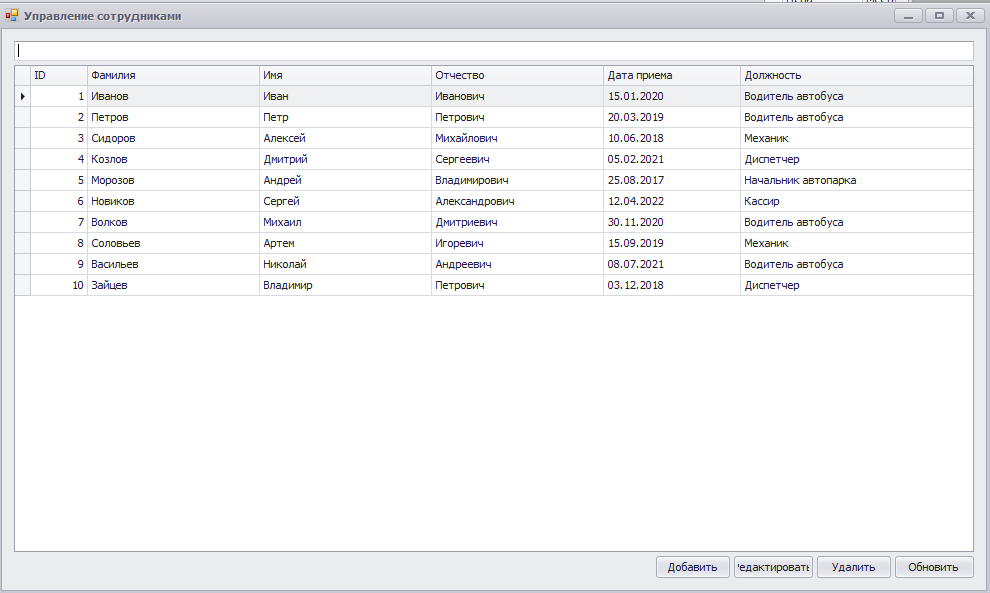 Управление сотрудниками
ID Фамилия Имя Отчество Дата приема Должность
1 Иванов Иван Иванович 15.01.2020 Водитель автобуса
2 Петров Петр Петрович 20.03.2019 Водитель автобуса
3 Сидоров Алексей Михайлович 10.06.2018 Механик
4 Козлов Дмитрий Сергеевич 05.02.2021 Диспетчер
5 Морозов Андрей Владимирович 25.08.2017 Начальник автопарка
6 Новиков Сергей Александрович 12.04.2022 Кассир
7 Волков Михаил Дмитриевич 30.11.2020 Водитель автобуса
8 Соловьев Артем Игоревич 15.09.2019 Механик
9 Васильев Николай Андреевич 08.07.2021 Водитель автобуса
10 Зайцев Владимир Петрович 03.12.2018 Диспетчер
Добавить едактировать Удалить Обновить